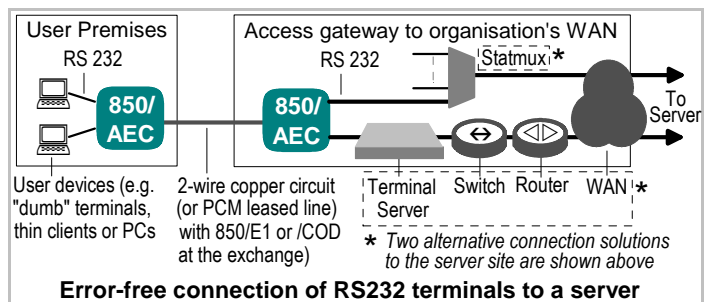 User Premises
Access gateway to organisation's WAN
RS 232
RS 232
Statmux *
850/
AEC
850/
AEC
To
Server
User devices (e.g.
"dumb" terminals,
thin clients or PCs
2-wire copper circuit
(or PCM leased line)
with 850/E1 or /COD
at the exchange)
Terminal
Server
Switch
Router
WAN
*
* Two alternative connection solutions
to the server site are shown above
Error-free connection of RS232 terminals to a server